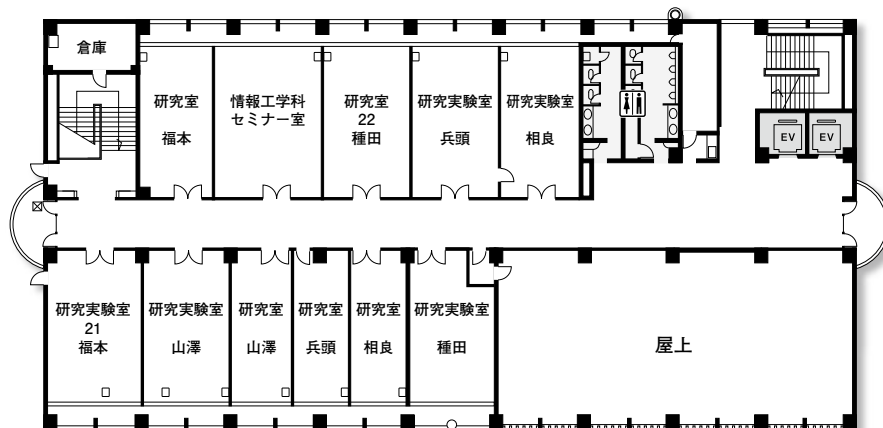 倉庫
研究室
福本
情報工学科
セミナー室
研究室
22
種田
研究実験室
兵頭
研究実験室
相良
EV
EV
研究実験室
21
福本
研究実験室
山澤
研究室
山澤
研究室
兵頭
研究室
相良
研究実験室
種田
屋上